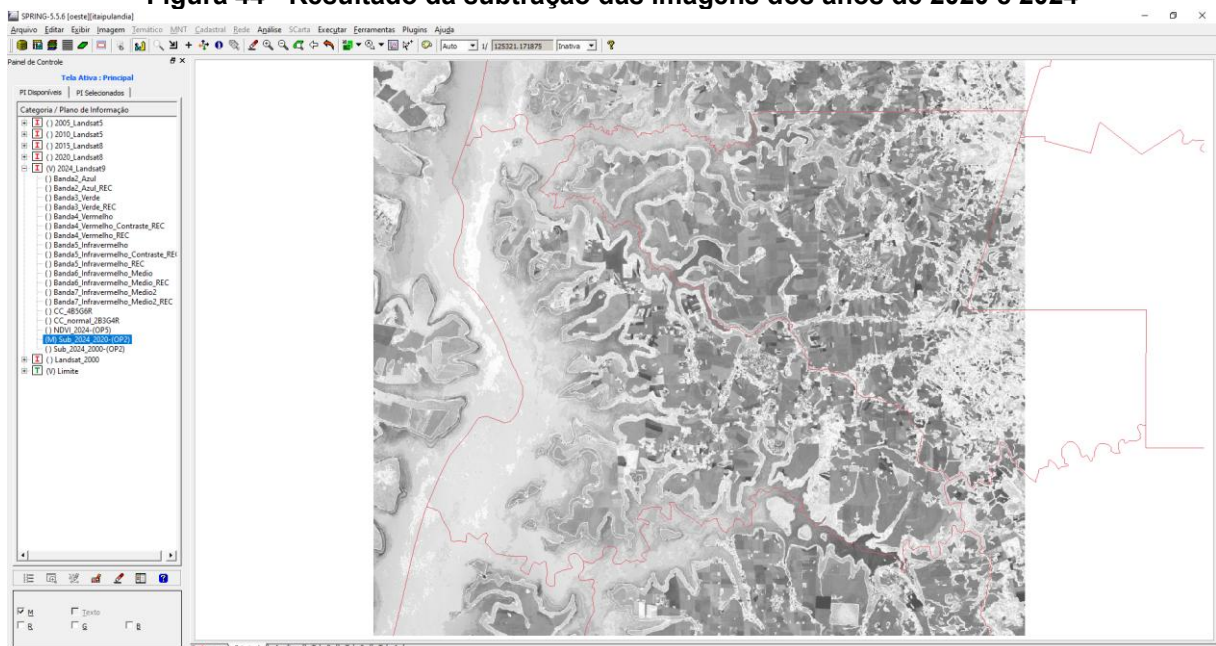 Figura 44 - Resultado da subtração das imagens dos anos de 2020 e 2024
SPRING-5.5.6 [oeste][itaipulandia]
Arquivo Editar Exibir Imagem Temático MNT Cadastral Rede Análise SCarta Executar Ferramentas Plugins Ajuda
Auto 1/ 125321.171875 Inativa
Painel de Controle
Tela Ativa : Principal
PI Disponíveis PI Selecionados
Categoria / Plano de Informação
( ) 2005_Landsat5
( ) 2010_Landsat5
( ) 2015_Landsat8
( ) 2020_Landsat8
(V) 2024_Landsat9
( ) Banda2_Azul
( ) Banda2_Azul_REC
( ) Banda3_Verde
( ) Banda3_Verde_REC
( ) Banda4_Vermelho
( ) Banda4_Vermelho_Contraste_REC
( ) Banda4_Vermelho_REC
( ) Banda5_Infravermelho
( ) Banda5_Infravermelho_Contraste_RE
( ) Banda5_Infravermelho_REC
( ) Banda6_Infravermelho_Medio
( ) Banda6_Infravermelho_Medio_REC
( ) Banda7_Infravermelho_Medio2
( ) Banda7_Infravermelho_Medio2_REC
( ) CC_4B5G6R
( ) CC_normal_2B3G4R
( ) NDVI_2024-(OP5)
(M) Sub_2024_2020-(OP2)
( ) Sub_2024_2000-(OP2)
( ) Landsat_2000
(V) Limite
M Texto
R G B